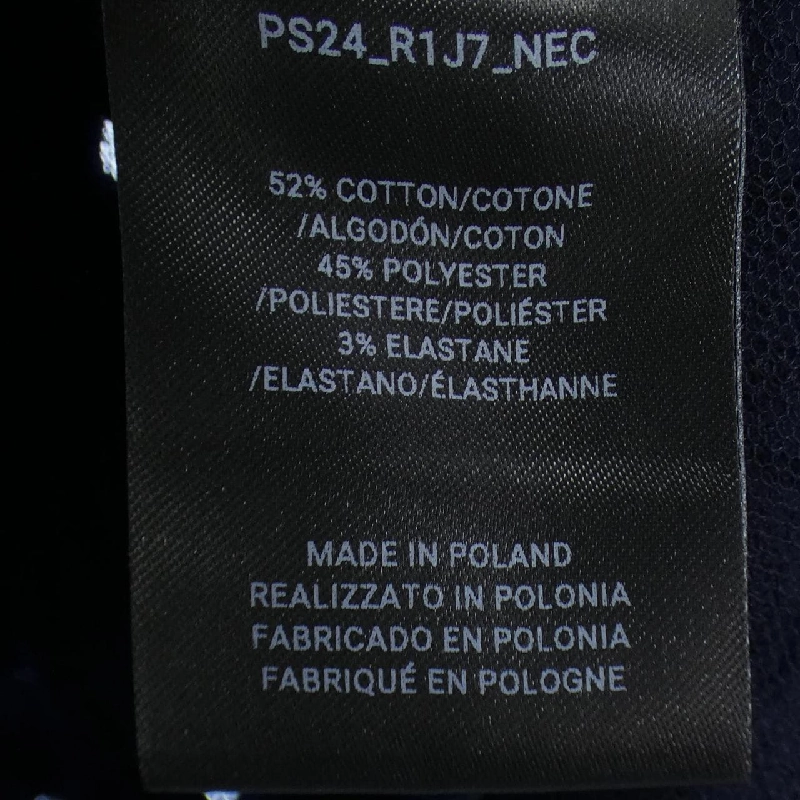 PS24_R1J7_NEC
52% COTTON/COTONE
/ALGODÓN/COTON
45% POLYESTER
/POLIESTERE/POLIÉSTER
3% ELASTANE
/ELASTANO/ÉLASTHANNE
MADE IN POLAND
REALIZZATO IN POLONIA
FABRICADO EN POLONIA
FABRIQUÉ EN POLOGNE